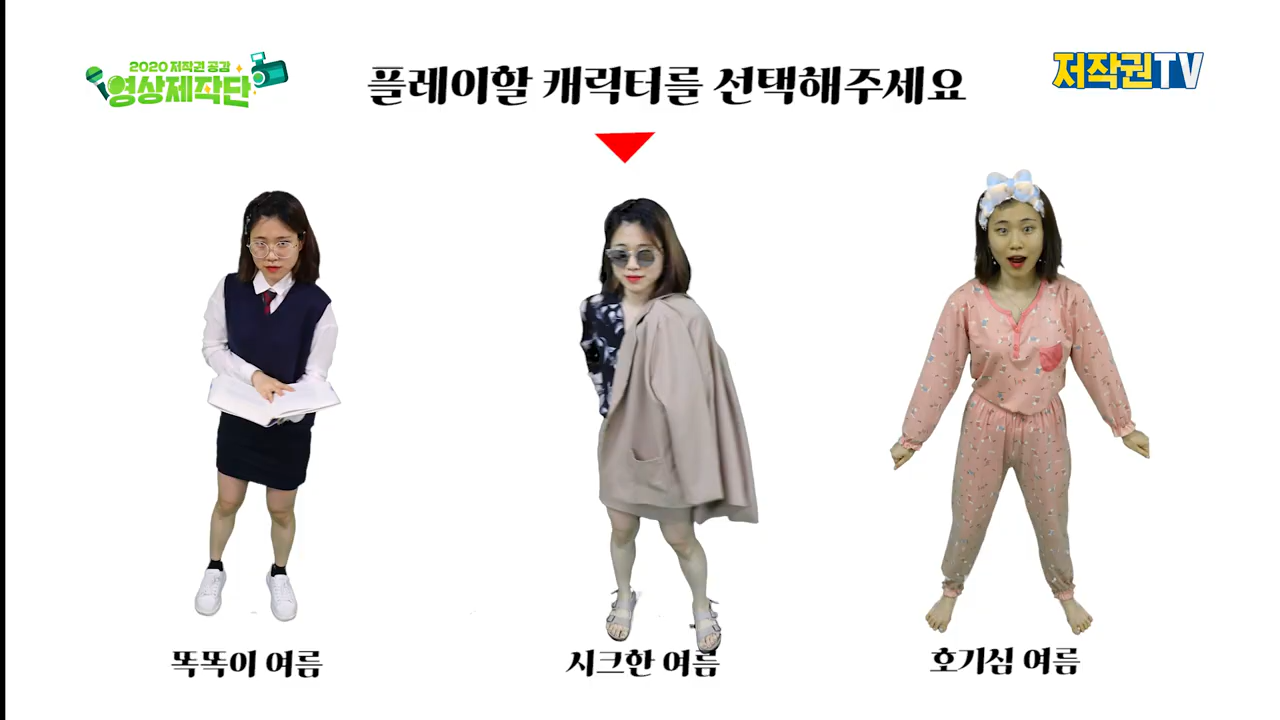 2020 저작권 공감
영상제작단
플레이할 캐릭터를 선택해주세요
저작권TV
똑똑이 여름
시크한 여름
호기심 여름